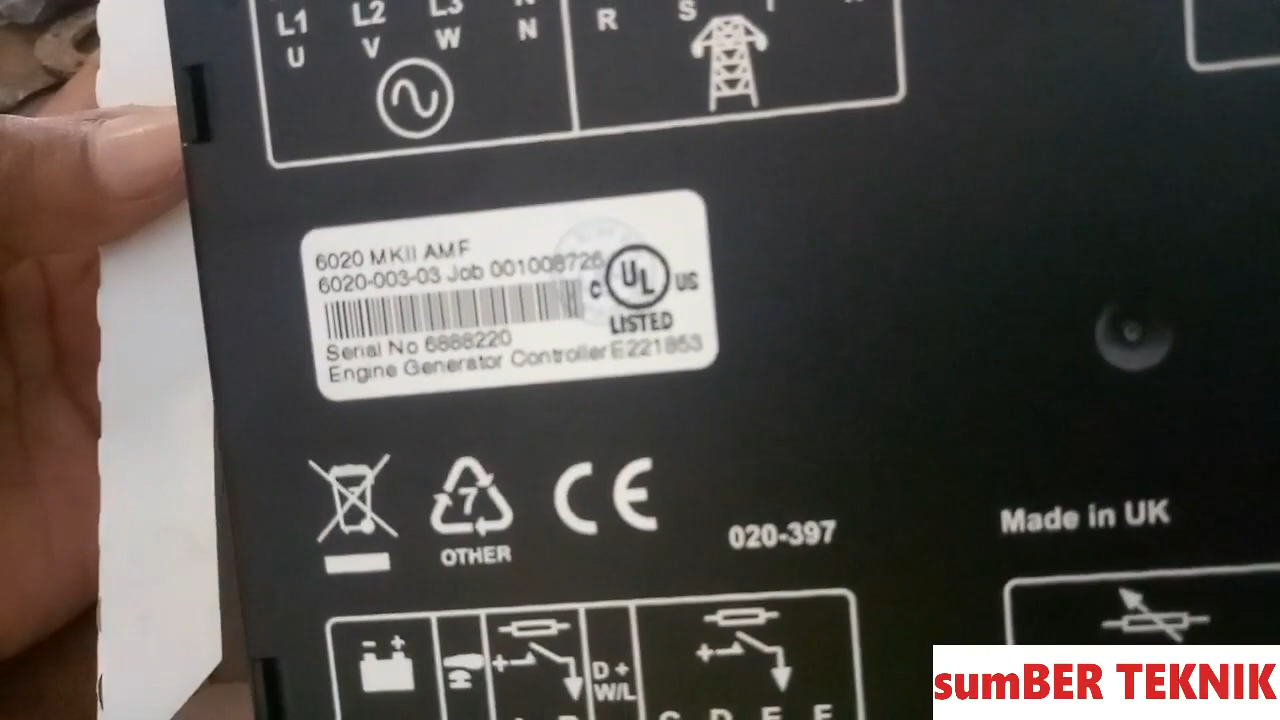 L1 L2 L3 N
U V W N
R S T
6020 MKII AMF
6020-003-03 Job 001008726
C UL US
LISTED
Serial No 6888220
Engine Generator Controller E221853
7
OTHER
CE
020-397
Made in UK
- +
+
D+
W/L
+
C D E F
sumBER TEKNIK